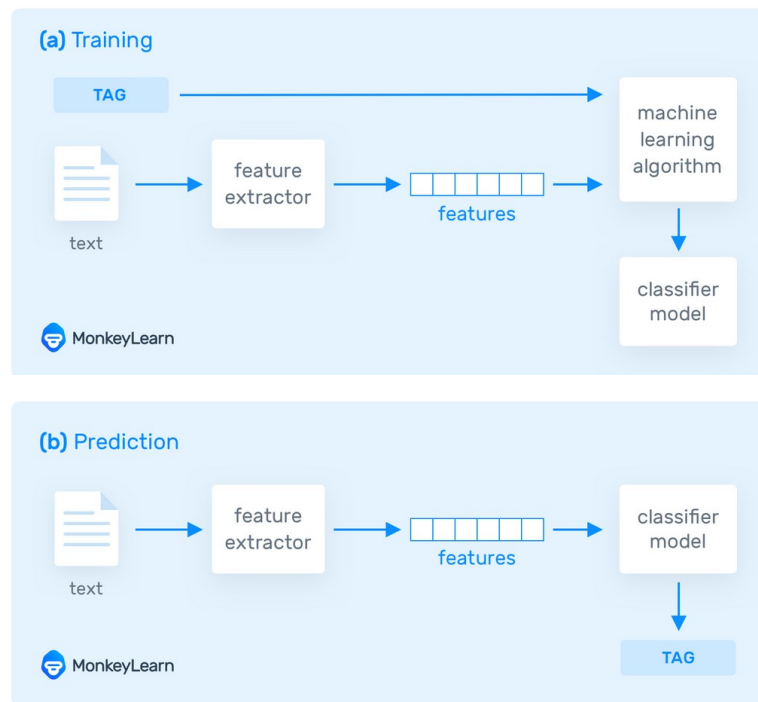 (a) Training
TAG
machine
learning
algorithm
feature
extractor
features
text
classifier
model
MonkeyLearn
(b) Prediction
feature
extractor
classifier
model
features
text
TAG
MonkeyLearn